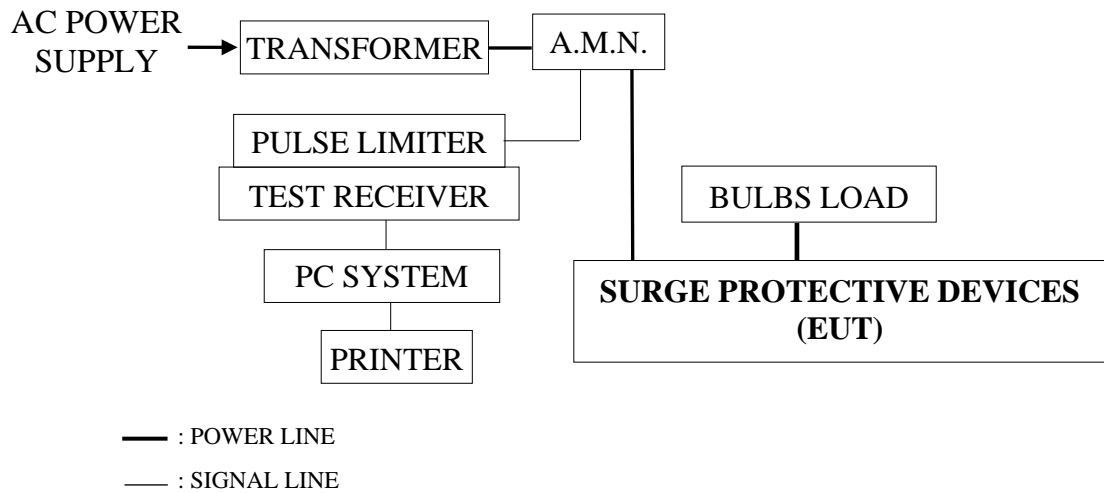 AC POWER
SUPPLY
TRANSFORMER
A.M.N.
PULSE LIMITER
TEST RECEIVER
BULBS LOAD
PC SYSTEM
SURGE PROTECTIVE DEVICES
(EUT)
PRINTER
: POWER LINE
: SIGNAL LINE